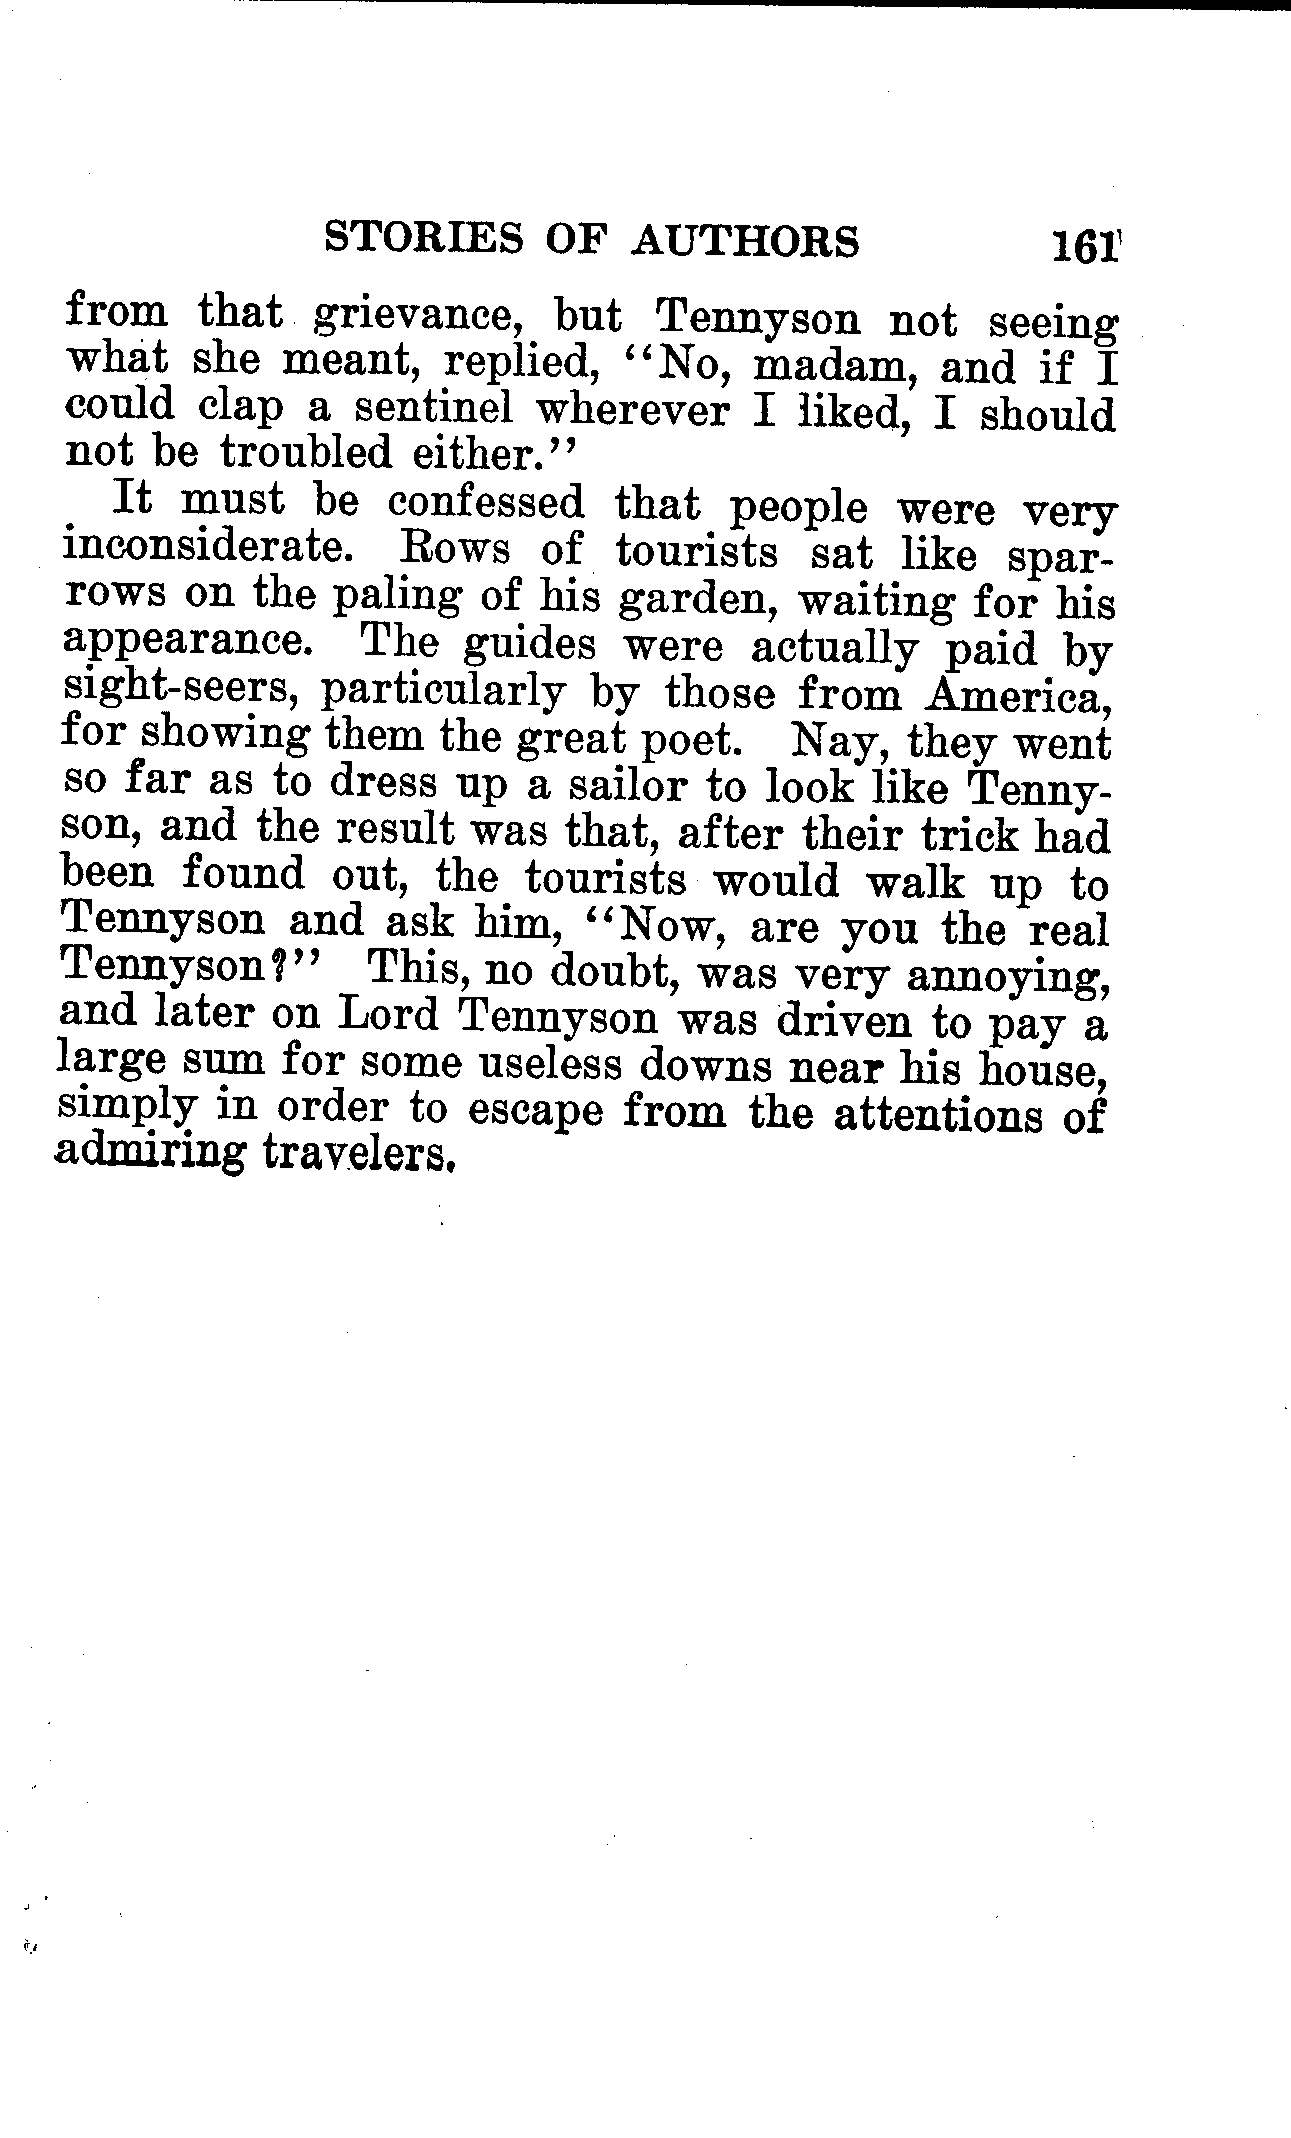 STORIES OF AUTHORS 161
from that grievance, but Tennyson not seeing
what she meant, replied, "No, madam, and if I
could clap a sentinel wherever I liked, I should
not be troubled either."
It must be confessed that people were very
inconsiderate. Rows of tourists sat like spar-
rows on the paling of his garden, waiting for his
appearance. The guides were actually paid by
sight-seers, particularly by those from America,
for showing them the great poet. Nay, they went
so far as to dress up a sailor to look like Tenny-
son, and the result was that, after their trick had
been found out, the tourists would walk up to
Tennyson and ask him, "Now, are you the real
Tennyson?" This, no doubt, was very annoying,
and later on Lord Tennyson was driven to pay a
large sum for some useless downs near his house,
simply in order to escape from the attentions of
admiring travelers.